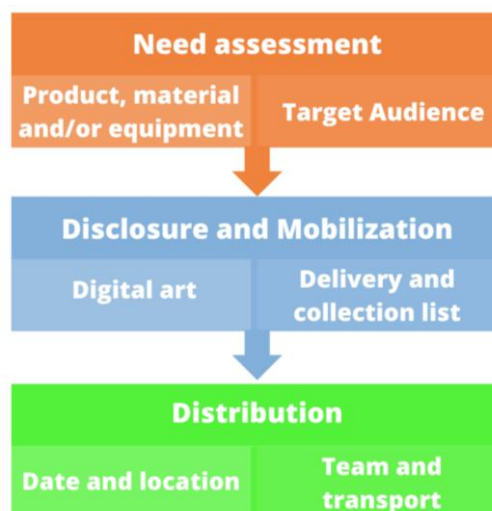 Need assessment
Product, material
and/or equipment
Target Audience
Disclosure and Mobilization
Digital art
Delivery and
collection list
Distribution
Date and location
Team and
transport